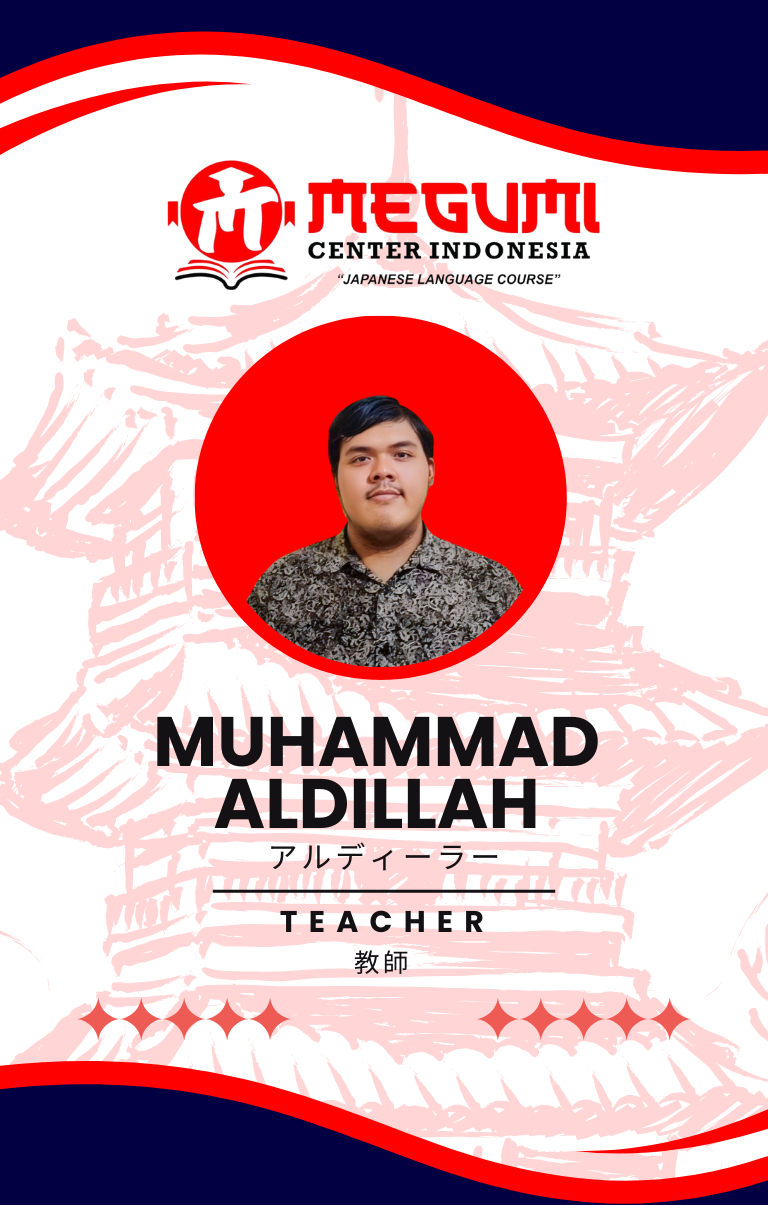 MEGUMI
CENTER INDONESIA
“JAPANESE LANGUAGE COURSE”
MUHAMMAD
ALDILLAH
アルディーラー
TEACHER
教師